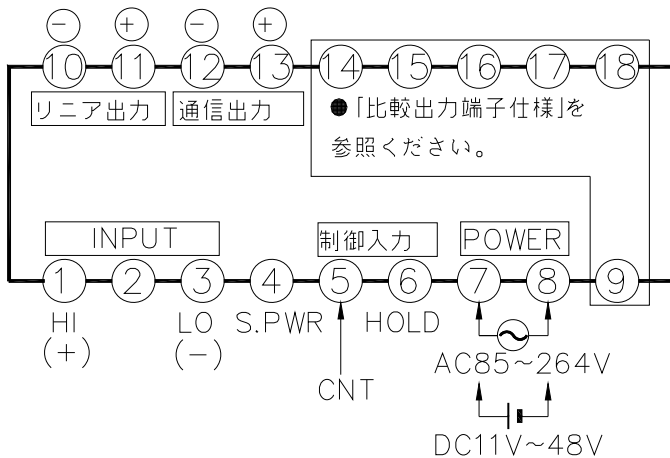 − + − +
10 11 12 13 14 15 16 17 18
リニア出力 通信出力
●「比較出力端子仕様」を
参照ください。
INPUT 制御入力 POWER
1 2 3 4 5 6 7 8 9
HI LO S.PWR HOLD
(+) (−)
AC85~264V
CNT
DC11V~48V